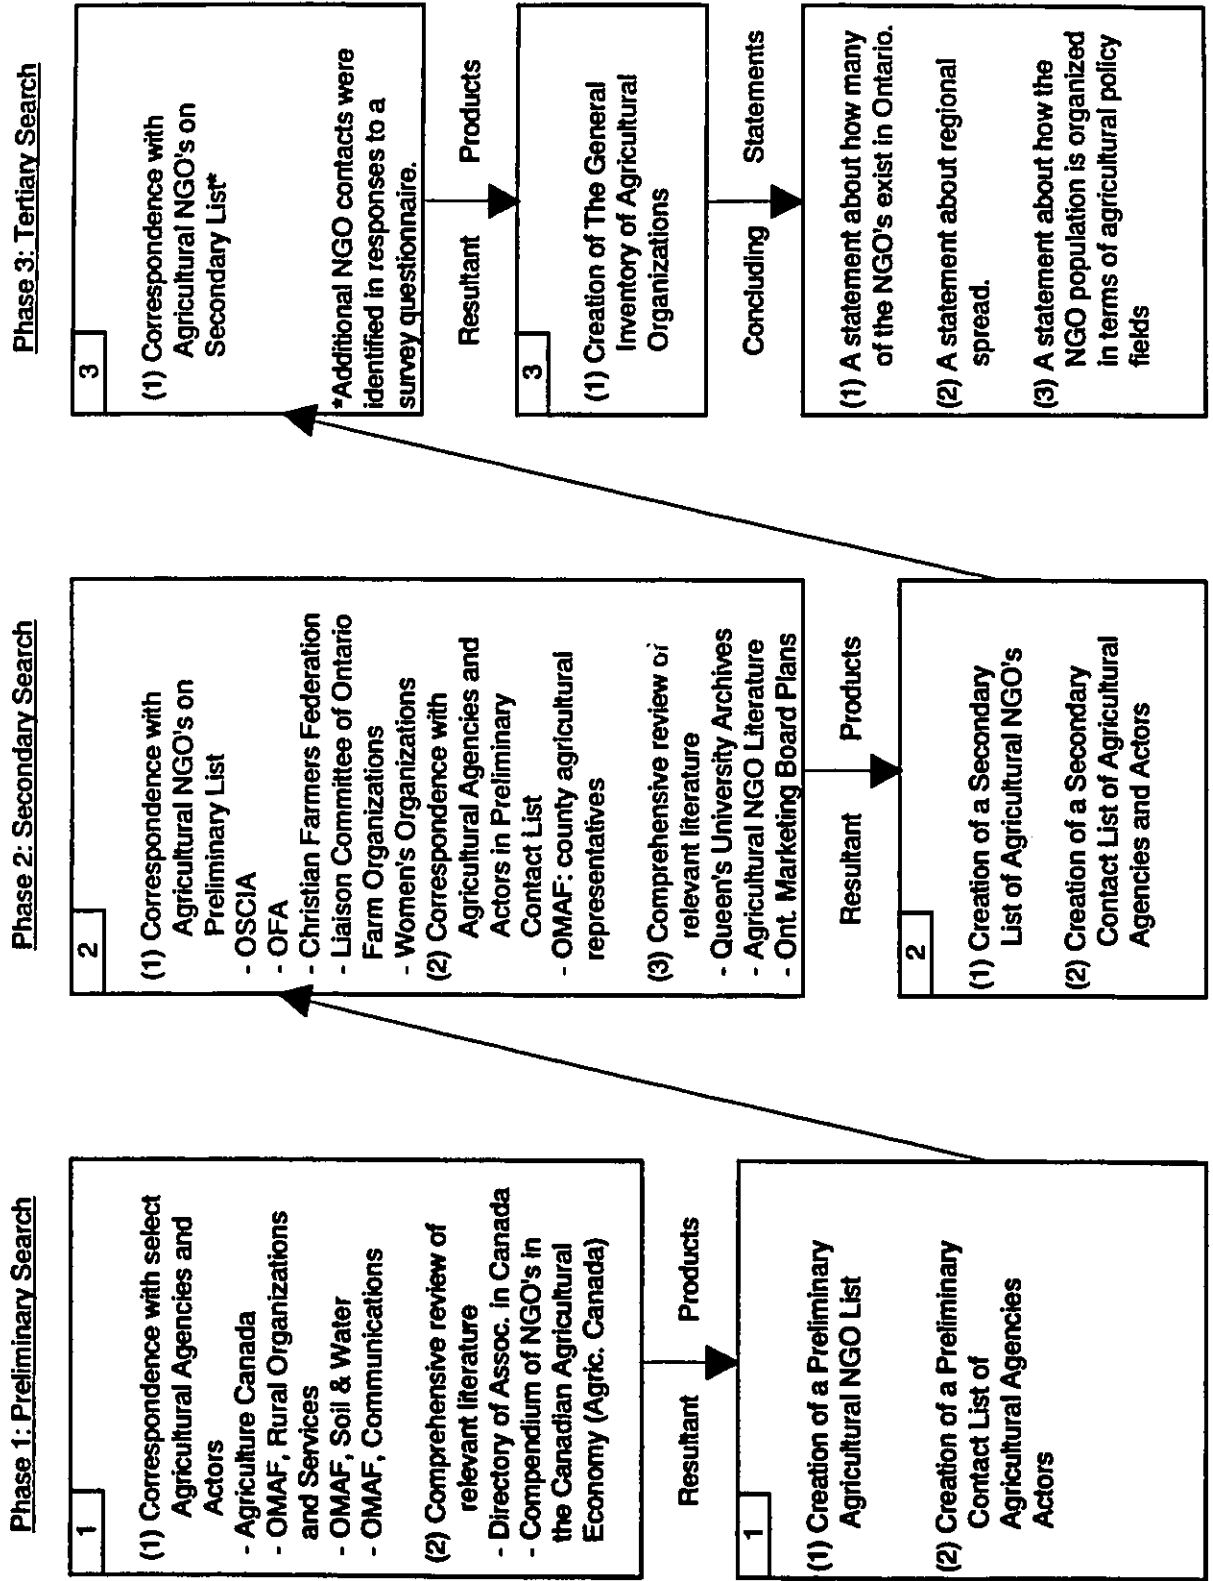 Phase 1: Preliminary Search
1
(1) Correspondence with select
Agricultural Agencies and
Actors
- Agriculture Canada
- OMAF, Rural Organizations
and Services
- OMAF, Soil & Water
- OMAF, Communications
(2) Comprehensive review of
relevant literature
- Directory of Assoc. in Canada
- Compendium of NGO's in
the Canadian Agricultural
Economy (Agric. Canada)
Resultant Products
1
(1) Creation of a Preliminary
Agricultural NGO List
(2) Creation of a Preliminary
Contact List of
Agricultural Agencies
Actors
Phase 2: Secondary Search
2
(1) Correspondence with
Agricultural NGO's on
Preliminary List
- OSCIA
- OFA
- Christian Farmers Federation
- Liaison Committee of Ontario
Farm Organizations
- Women's Organizations
(2) Correspondence with
Agricultural Agencies and
Actors in Preliminary
Contact List
- OMAF: county agricultural
representatives
(3) Comprehensive review of
relevant literature
- Queen's University Archives
- Agricultural NGO Literature
- Ont. Marketing Board Plans
Resultant Products
2
(1) Creation of a Secondary
List of Agricultural NGO's
(2) Creation of a Secondary
Contact List of Agricultural
Agencies and Actors
Phase 3: Tertiary Search
3
(1) Correspondence with
Agricultural NGO's on
Secondary List*
*Additional NGO contacts were
identified in responses to a
survey questionnaire.
Resultant Products
3
(1) Creation of The General
Inventory of Agricultural
Organizations
Concluding Statements
(1) A statement about how many
of the NGO's exist in Ontario.
(2) A statement about regional
spread.
(3) A statement about how the
NGO population is organized
in terms of agricultural policy
fields